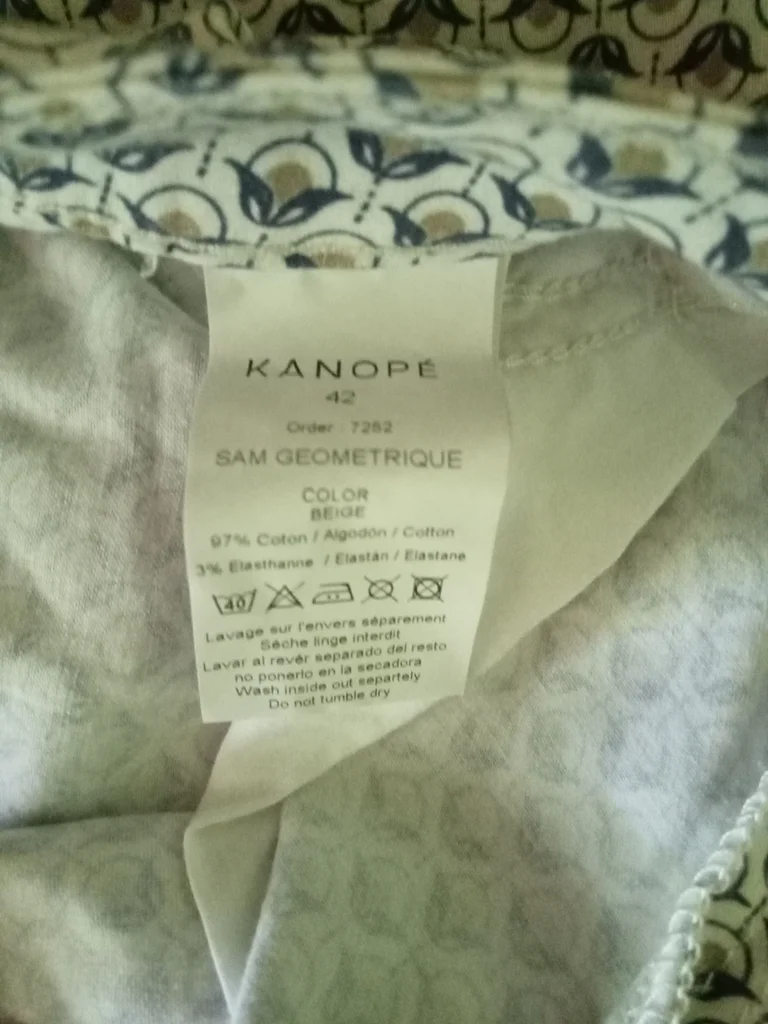 KANOPÉ
42
Order : 7282
SAM GEOMETRIQUE
COLOR
BEIGE
97% Coton / Algodón / Cotton
3% Elasthanne / Elastán / Elastane
40
Lavage sur l'envers séparément
Sèche linge interdit
Lavar al revér separado del resto
no ponerlo en la secadora
Wash inside out separtely
Do not tumble dry